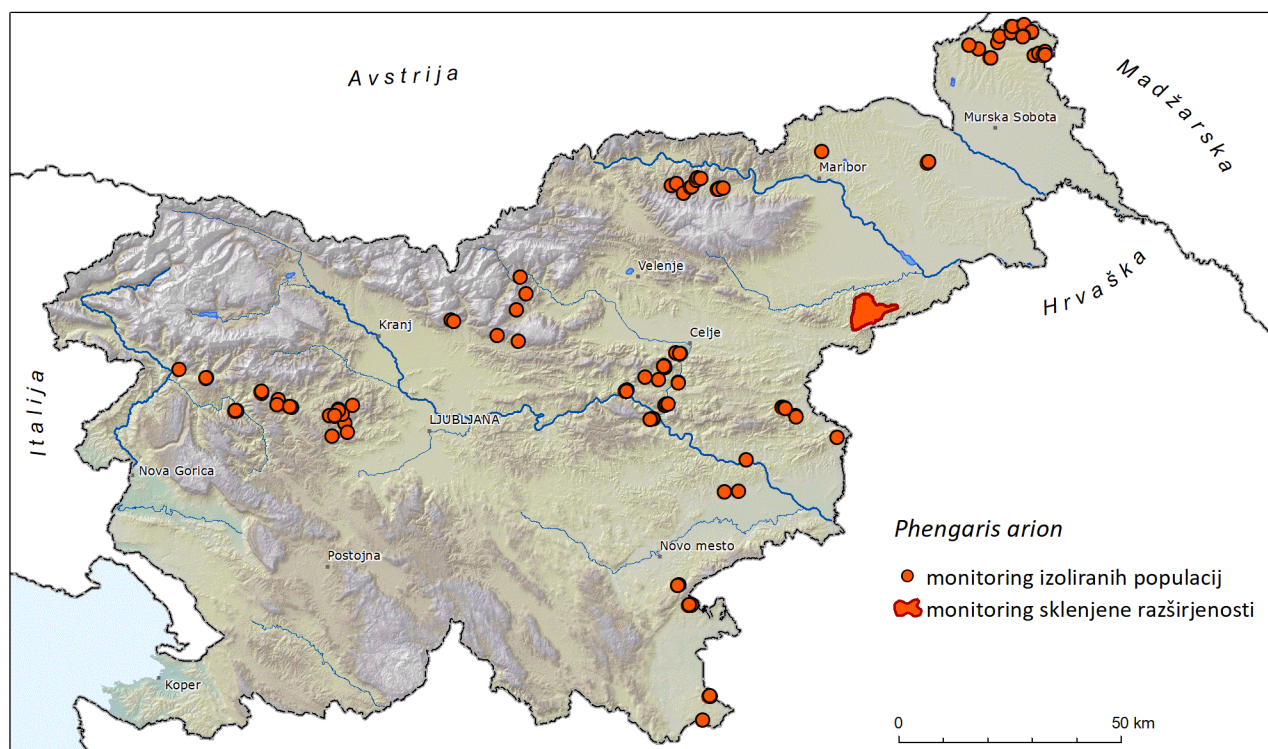 Avstrija
Madžarska
Murska Sobota
Maribor
Velenje
Hrvaška
Kranj
Celje
Italija
LJUBLJANA
Nova Gorica
Phengaris arion
Novo mesto
Postojna
monitoring izoliranih populacij
monitoring sklenjene razširjenosti
Koper
0 50 km